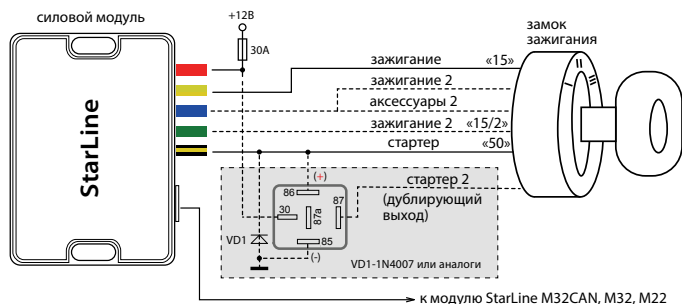 силовой модуль
StarLine
+12В
30А
замок
зажигания
зажигание «15»
зажигание 2
аксессуары 2
зажигание 2 «15/2»
стартер «50»
I
II
III
(+)
86
30
87а
87
85
(-)
VD1
стартер 2
(дублирующий
выход)
VD1-1N4007 или аналоги
к модулю StarLine M32CAN, M32, M22